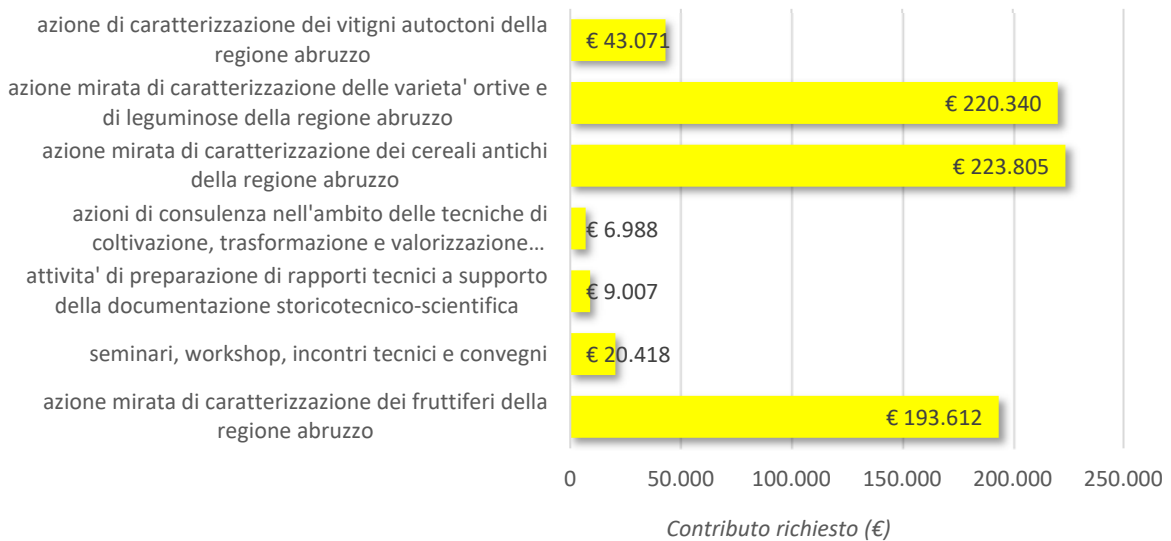 azione di caratterizzazione dei vitigni autoctoni della
regione abruzzo
€ 43.071
azione mirata di caratterizzazione delle varieta' ortive e
di leguminose della regione abruzzo
€ 220.340
azione mirata di caratterizzazione dei cereali antichi
della regione abruzzo
€ 223.805
azioni di consulenza nell'ambito delle tecniche di
coltivazione, trasformazione e valorizzazione...
€ 6.988
attivita' di preparazione di rapporti tecnici a supporto
della documentazione storicotecnico-scientifica
€ 9.007
seminari, workshop, incontri tecnici e convegni
€ 20.418
azione mirata di caratterizzazione dei fruttiferi della
regione abruzzo
€ 193.612
0 50.000 100.000 150.000 200.000 250.000
Contributo richiesto (€)